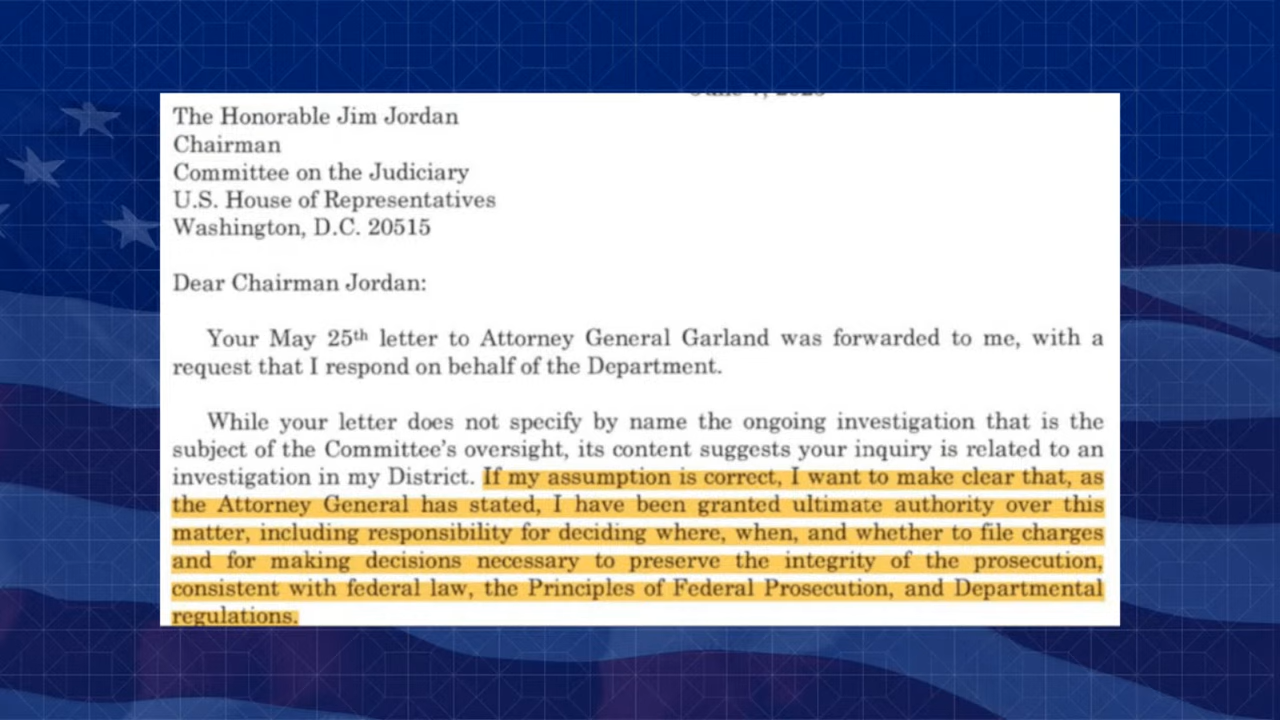 The Honorable Jim Jordan
Chairman
Committee on the Judiciary
U.S. House of Representatives
Washington, D.C. 20515
Dear Chairman Jordan:
Your May 25th letter to Attorney General Garland was forwarded to me, with a
request that I respond on behalf of the Department.
While your letter does not specify by name the ongoing investigation that is the
subject of the Committee's oversight, its content suggests your inquiry is related to an
investigation in my District. If my assumption is correct, I want to make clear that, as
the Attorney General has stated, I have been granted ultimate authority over this
matter, including responsibility for deciding where, when, and whether to file charges
and for making decisions necessary to preserve the integrity of the prosecution,
consistent with federal law, the Principles of Federal Prosecution, and Departmental
regulations.